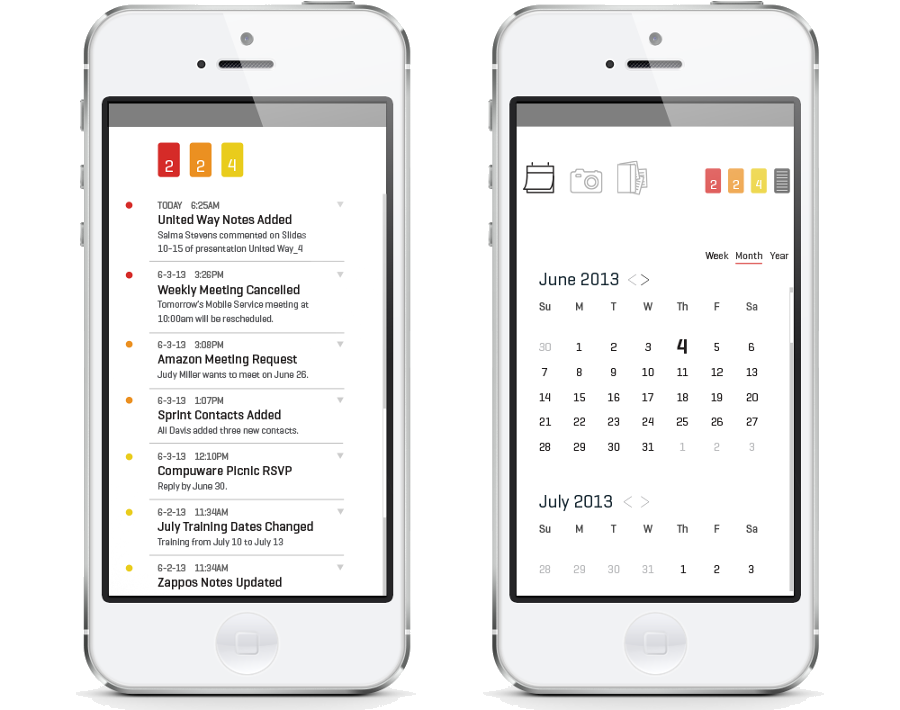 2 2 4
TODAY 6:25AM
United Way Notes Added
Salma Stevens commented on Slides
10-15 of presentation United Way_4
6-3-13 3:26PM
Weekly Meeting Cancelled
Tomorrow's Mobile Service meeting at
10:00am will be rescheduled.
6-3-13 3:08PM
Amazon Meeting Request
Judy Miller wants to meet on June 26.
6-3-13 1:07PM
Sprint Contacts Added
Ali Davis added three new contacts.
6-3-13 12:10PM
Compuware Picnic RSVP
Reply by June 30.
6-2-13 11:34AM
July Training Dates Changed
Training from July 10 to July 13
6-2-13 11:34AM
Zappos Notes Updated
2 2 4
Week Month Year
June 2013 < >
Su M T W Th F Sa
30 1 2 3 4 5 6
7 8 9 10 11 12 13
14 15 16 17 18 19 20
21 22 23 24 25 26 27
28 29 30 31 1 2 3
July 2013 < >
Su M T W Th F Sa
28 29 30 31 1 2 3